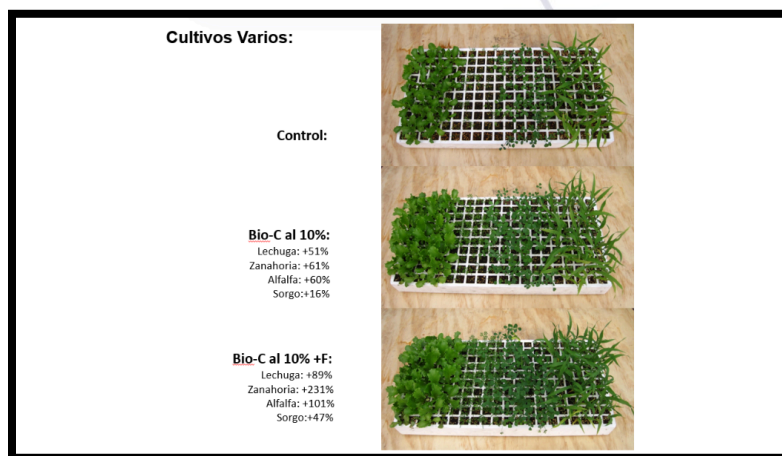 Cultivos Varios:
Control:
Bio-C al 10%:
Lechuga: +51%
Zanahoria: +61%
Alfalfa: +60%
Sorgo:+16%
Bio-C al 10% +F:
Lechuga: +89%
Zanahoria: +231%
Alfalfa: +101%
Sorgo:+47%